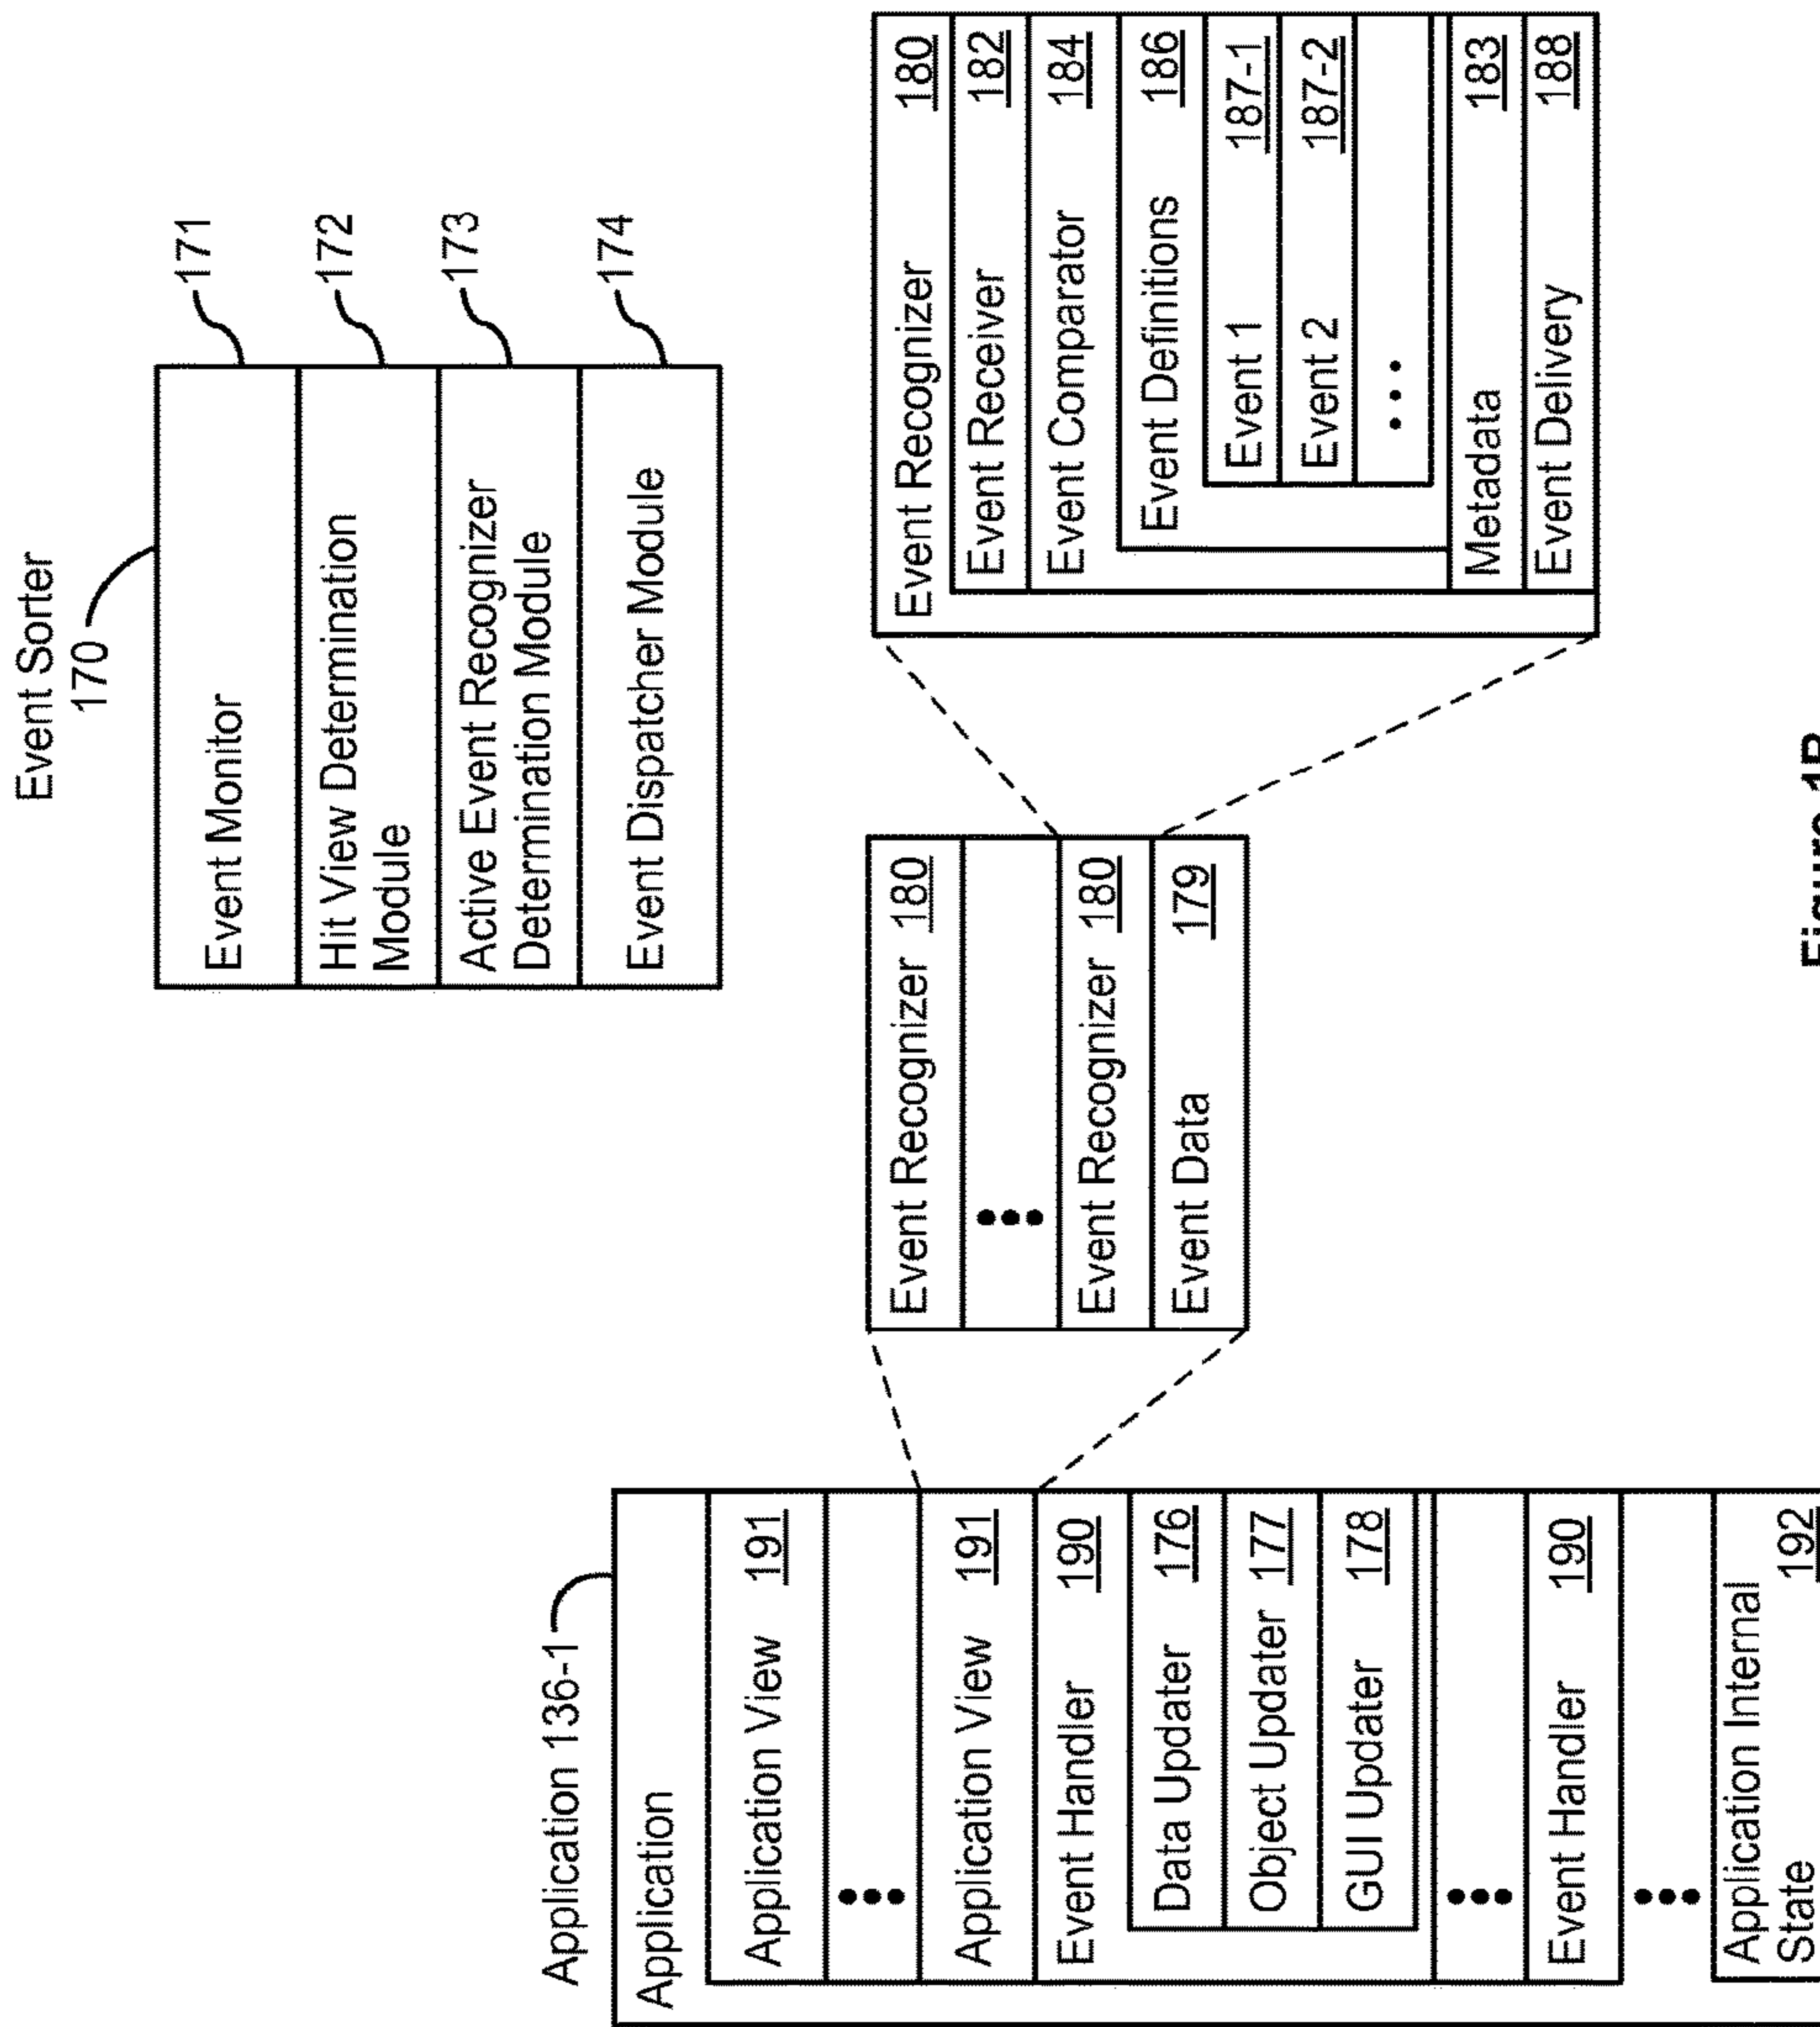 Event Sorter
170
Event Monitor
171
Hit View Determination
Module
172
Active Event Recognizer
Determination Module
173
Event Dispatcher Module
174
Application 136-1
Application
Application View 191
•••
Application View 191
Event Handler 190
Data Updater 176
Object Updater 177
GUI Updater 178
•••
Event Handler 190
•••
Application Internal
State 192
Event Recognizer 180
•••
Event Recognizer 180
Event Data 179
Event Recognizer 180
Event Receiver 182
Event Comparator 184
Event Definitions 186
Event 1 187-1
Event 2 187-2
•••
Metadata 183
Event Delivery 188
Figure 1B